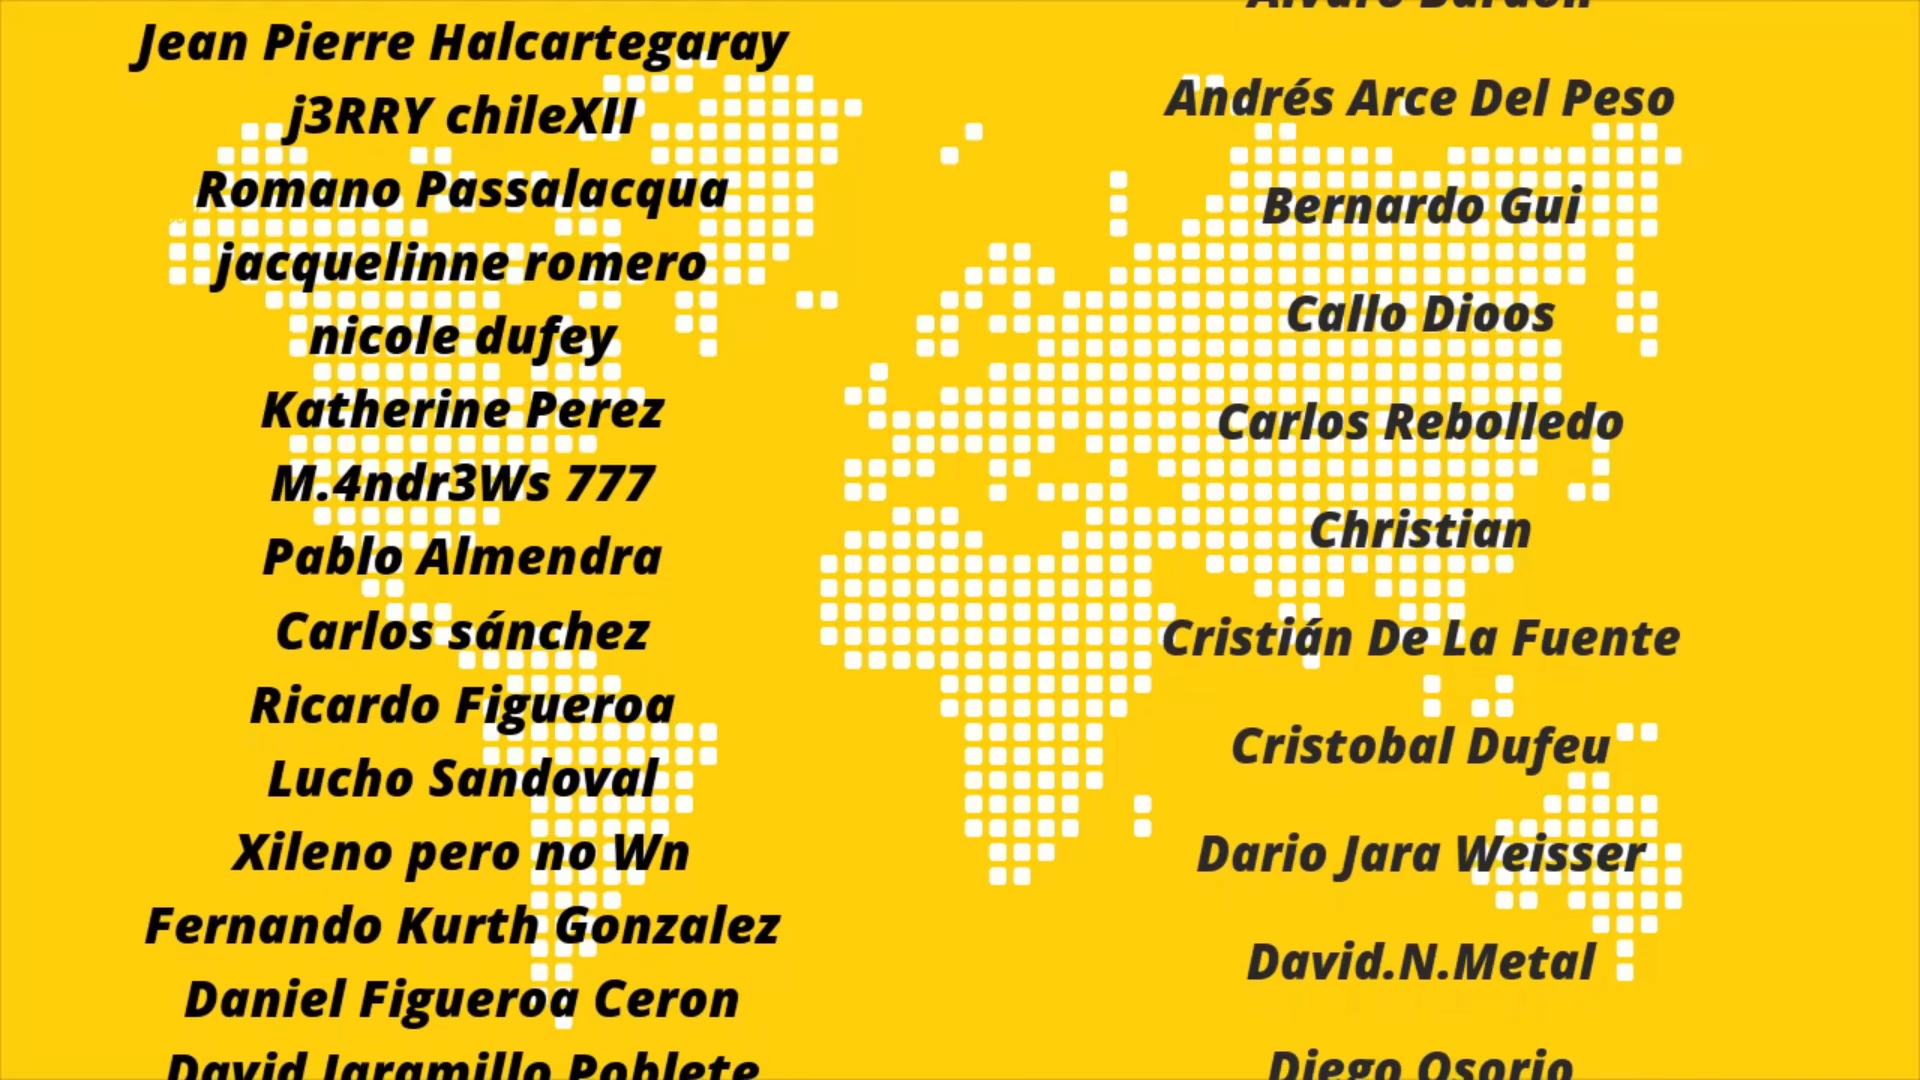 Jean Pierre Halcartegaray
j3RRY chileXII
Romano Passalacqua
jacquelinne romero
nicole dufey
Katherine Perez
M.4ndr3Ws 777
Pablo Almendra
Carlos sánchez
Ricardo Figueroa
Lucho Sandoval
Xileno pero no Wn
Fernando Kurth Gonzalez
Daniel Figueroa Ceron
David Jaramillo Poblete
Andrés Arce Del Peso
Bernardo Gui
Callo Dioos
Carlos Rebolledo
Christian
Cristián De La Fuente
Cristobal Dufeu
Dario Jara Weisser
David.N.Metal
Diego Osorio